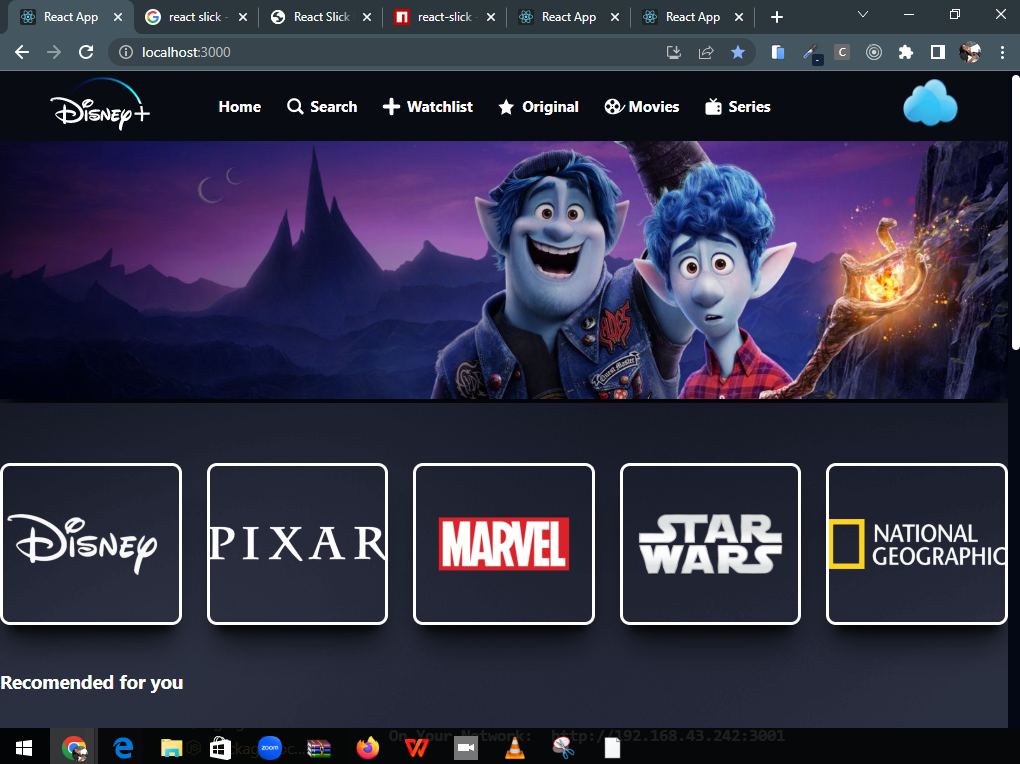 React App
react slick -
React Slick
react-slick -
React App
React App
localhost:3000
C
Disney+
Home
Search
Watchlist
Original
Movies
Series
Quest Master
Disney
PIXAR
MARVEL
STAR WARS
NATIONAL
GEOGRAPHIC
Recomended for you
zoom
On Your Network: http://192.168.43.242:3001